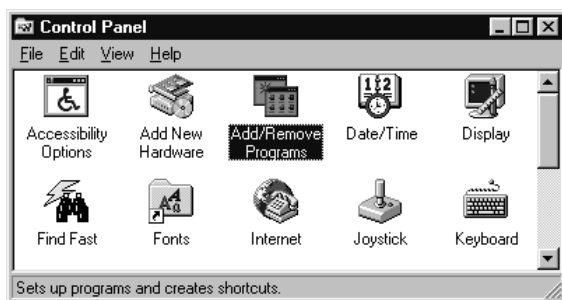 Control Panel
File Edit View Help
Accessibility Options
Add New Hardware
Add/Remove Programs
Date/Time
Display
Find Fast
Fonts
Internet
Joystick
Keyboard
Sets up programs and creates shortcuts.